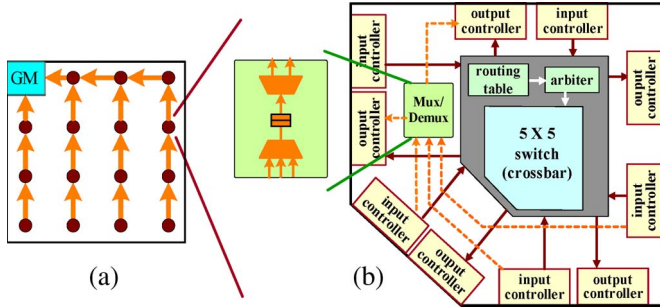 GM
(a)
output
controller
input
controller
input
controller
ouput
controller
Mux/
Demux
routing
table
arbiter
5 X 5
switch
(crossbar)
ouput
controller
input
controller
input
controller
ouput
controller
input
controller
output
controller
(b)